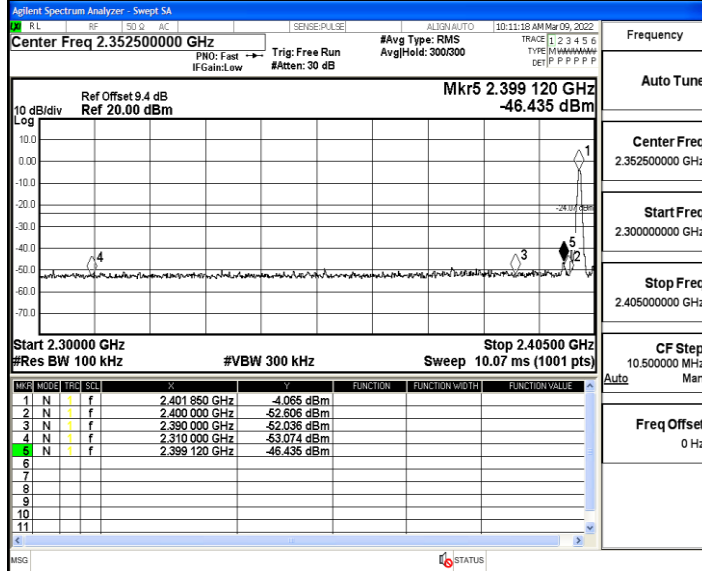 Agilent Spectrum Analyzer - Swept SA
RL RF 50 Ω AC SENSE:PULSE ALIGN AUTO 10:11:18 AM Mar 09, 2022
Center Freq 2.352500000 GHz
PNO: Fast
IFGain:Low
Trig: Free Run
#Atten: 30 dB
#Avg Type: RMS
Avg|Hold: 300/300
TRACE 1 2 3 4 5 6
TYPE M
DET P P P P P P
Frequency
Auto Tune
Center Freq
2.352500000 GHz
Start Freq
2.300000000 GHz
Stop Freq
2.405000000 GHz
CF Step
10.500000 MHz
Auto Man
Freq Offset
0 Hz
Mkr5 2.399 120 GHz
-46.435 dBm
Ref Offset 9.4 dB
Ref 20.00 dBm
10 dB/div
Log
10.0
0.00
-10.0
-20.0
-30.0
-40.0
-50.0
-60.0
-70.0
1
-24.07 dBm
5
2
3
4
Start 2.30000 GHz Stop 2.40500 GHz
#Res BW 100 kHz #VBW 300 kHz Sweep 10.07 ms (1001 pts)
MKR MODE TRC SCL X Y FUNCTION FUNCTION WIDTH FUNCTION VALUE
1 N 1 f 2.401 850 GHz -4.065 dBm
2 N 1 f 2.400 000 GHz -52.606 dBm
3 N 1 f 2.390 000 GHz -52.036 dBm
4 N 1 f 2.310 000 GHz -53.074 dBm
5 N 1 f 2.399 120 GHz -46.435 dBm
6
7
8
9
10
11
MSG STATUS